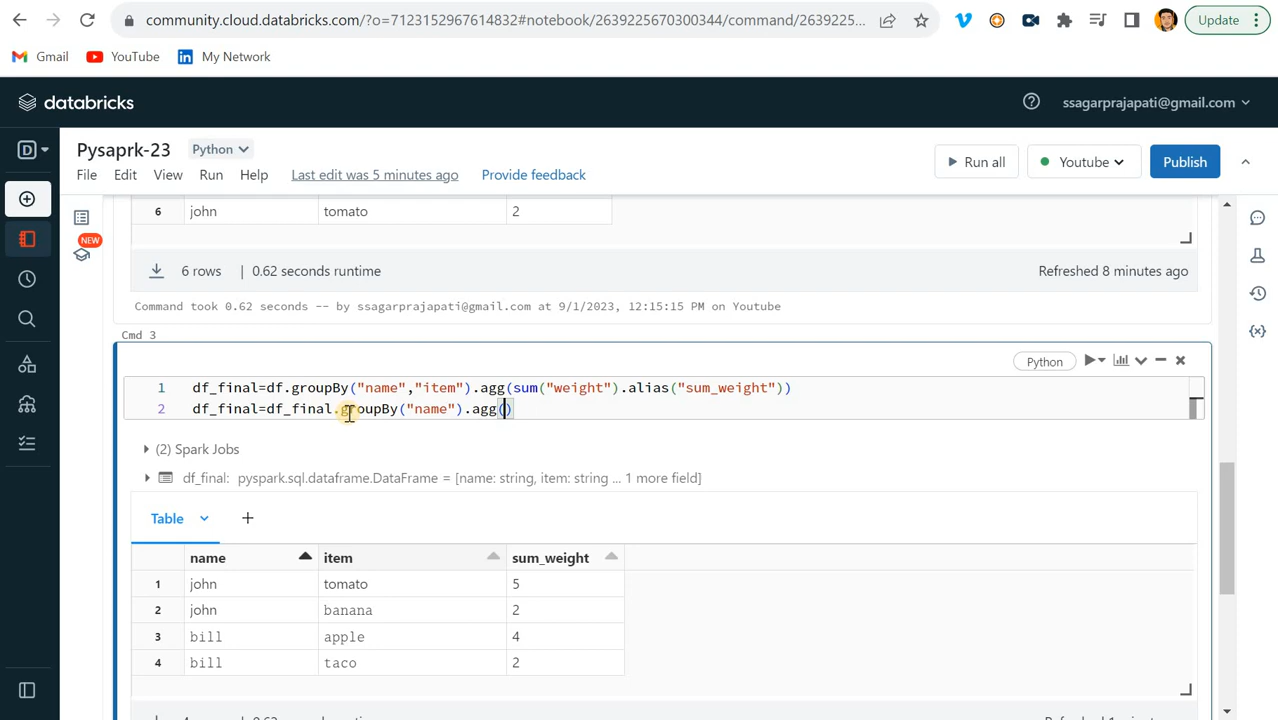 community.cloud.databricks.com/?o=7123152967614832#notebook/2639225670300344/command/2639225...
Update
Gmail
YouTube
My Network
databricks
ssagarprajapati@gmail.com
D
Pysaprk-23
Python
Run all
Youtube
Publish
File
Edit
View
Run
Help
Last edit was 5 minutes ago
Provide feedback
NEW
6 john tomato 2
6 rows | 0.62 seconds runtime
Refreshed 8 minutes ago
Command took 0.62 seconds -- by ssagarprajapati@gmail.com at 9/1/2023, 12:15:15 PM on Youtube
Cmd 3
Python
1 df_final=df.groupBy("name","item").agg(sum("weight").alias("sum_weight"))
2 df_final=df_final.groupBy("name").agg()
(2) Spark Jobs
df_final: pyspark.sql.dataframe.DataFrame = [name: string, item: string ... 1 more field]
Table
name item sum_weight
1 john tomato 5
2 john banana 2
3 bill apple 4
4 bill taco 2